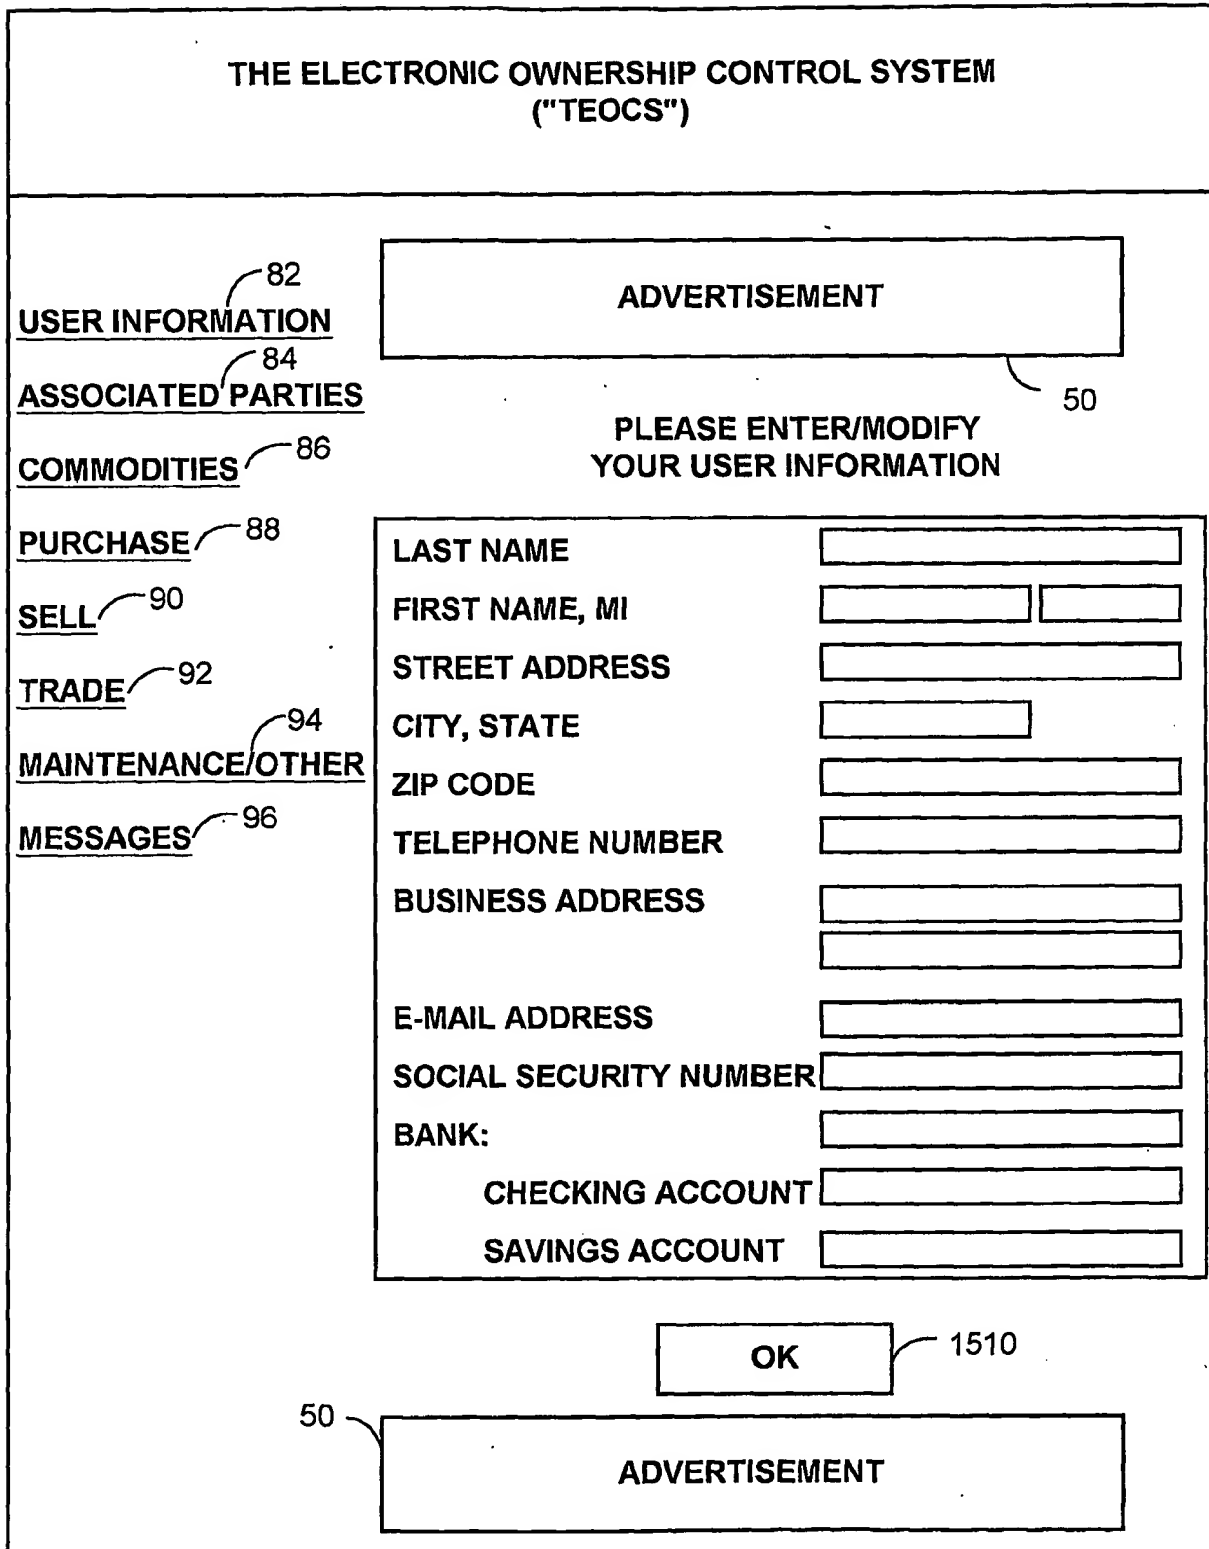 THE ELECTRONIC OWNERSHIP CONTROL SYSTEM
("TEOCS")
82
USER INFORMATION
84
ASSOCIATED PARTIES
86
COMMODITIES
88
PURCHASE
90
SELL
92
TRADE
94
MAINTENANCE/OTHER
96
MESSAGES
ADVERTISEMENT
50
PLEASE ENTER/MODIFY
YOUR USER INFORMATION
LAST NAME
FIRST NAME, MI
STREET ADDRESS
CITY, STATE
ZIP CODE
TELEPHONE NUMBER
BUSINESS ADDRESS
E-MAIL ADDRESS
SOCIAL SECURITY NUMBER
BANK:
CHECKING ACCOUNT
SAVINGS ACCOUNT
OK
1510
50
ADVERTISEMENT